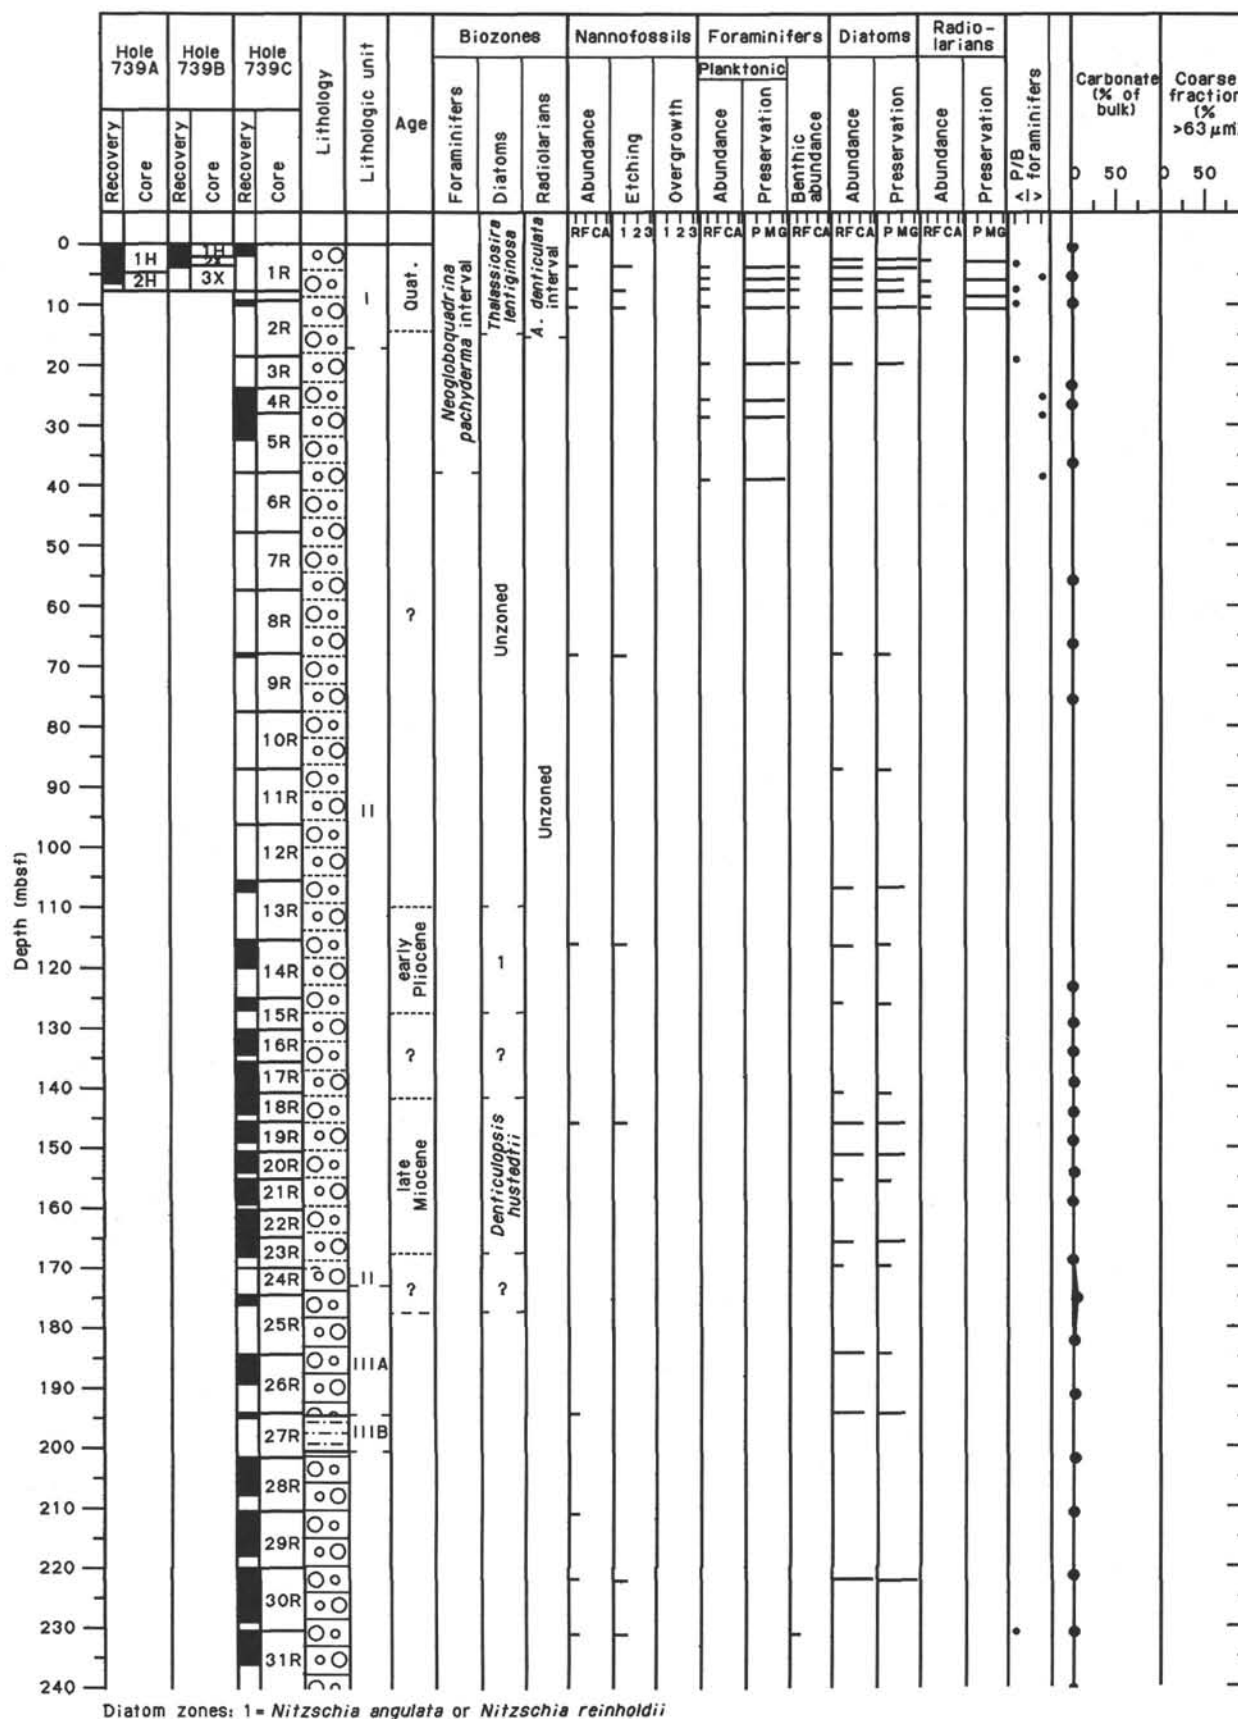 Hole 739A
Hole 739B
Hole 739C
Recovery
Core
Recovery
Core
Recovery
Core
Lithology
Lithologic unit
Age
Biozones
Foraminifers
Diatoms
Radiolarians
Nannofossils
Abundance
Etching
Overgrowth
Foraminifers
Planktonic
Abundance
Preservation
Benthic abundance
Diatoms
Abundance
Preservation
Radio-
larians
Abundance
Preservation
< P/B >
foraminifers
Carbonate
(% of
bulk)
0 50
Coarse
fraction
(%
>63 μm)
0 50
RFCA 1 2 3 1 2 3 RFCA P M G RFCA RFCA P M G RFCA P M G
Depth (mbsf)
0
10
20
30
40
50
60
70
80
90
100
110
120
130
140
150
160
170
180
190
200
210
220
230
240
1H
2H
1H
2X
3X
1R
2R
3R
4R
5R
6R
7R
8R
9R
10R
11R
12R
13R
14R
15R
16R
17R
18R
19R
20R
21R
22R
23R
24R
25R
26R
27R
28R
29R
30R
31R
I
II
II
IIIA
IIIB
Quat.
?
early
Pliocene
?
late
Miocene
?
Neogloboquadrina
pachyderma interval
Thalassiosira
lentiginosa
Unzoned
1
?
Denticulopsis
hustedtii
?
A. denticulata
interval
Unzoned
Diatom zones: 1 = Nitzschia angulata or Nitzschia reinholdii